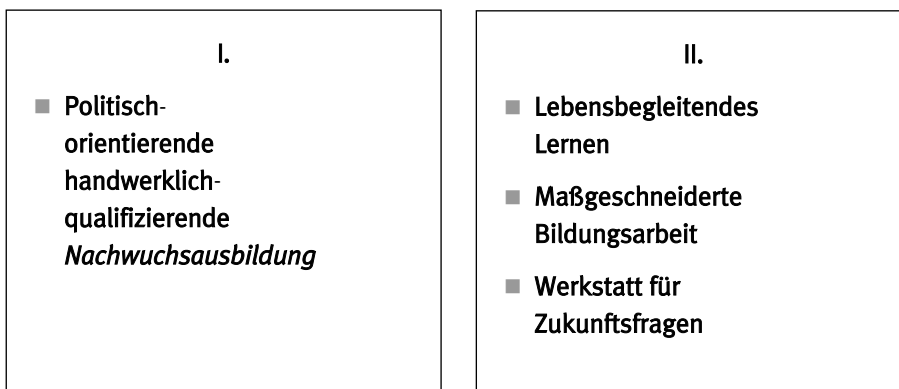 I.
Politisch-
orientierende
handwerklich-
qualifizierende
Nachwuchsausbildung
II.
Lebensbegleitendes
Lernen
Maßgeschneiderte
Bildungsarbeit
Werkstatt für
Zukunftsfragen